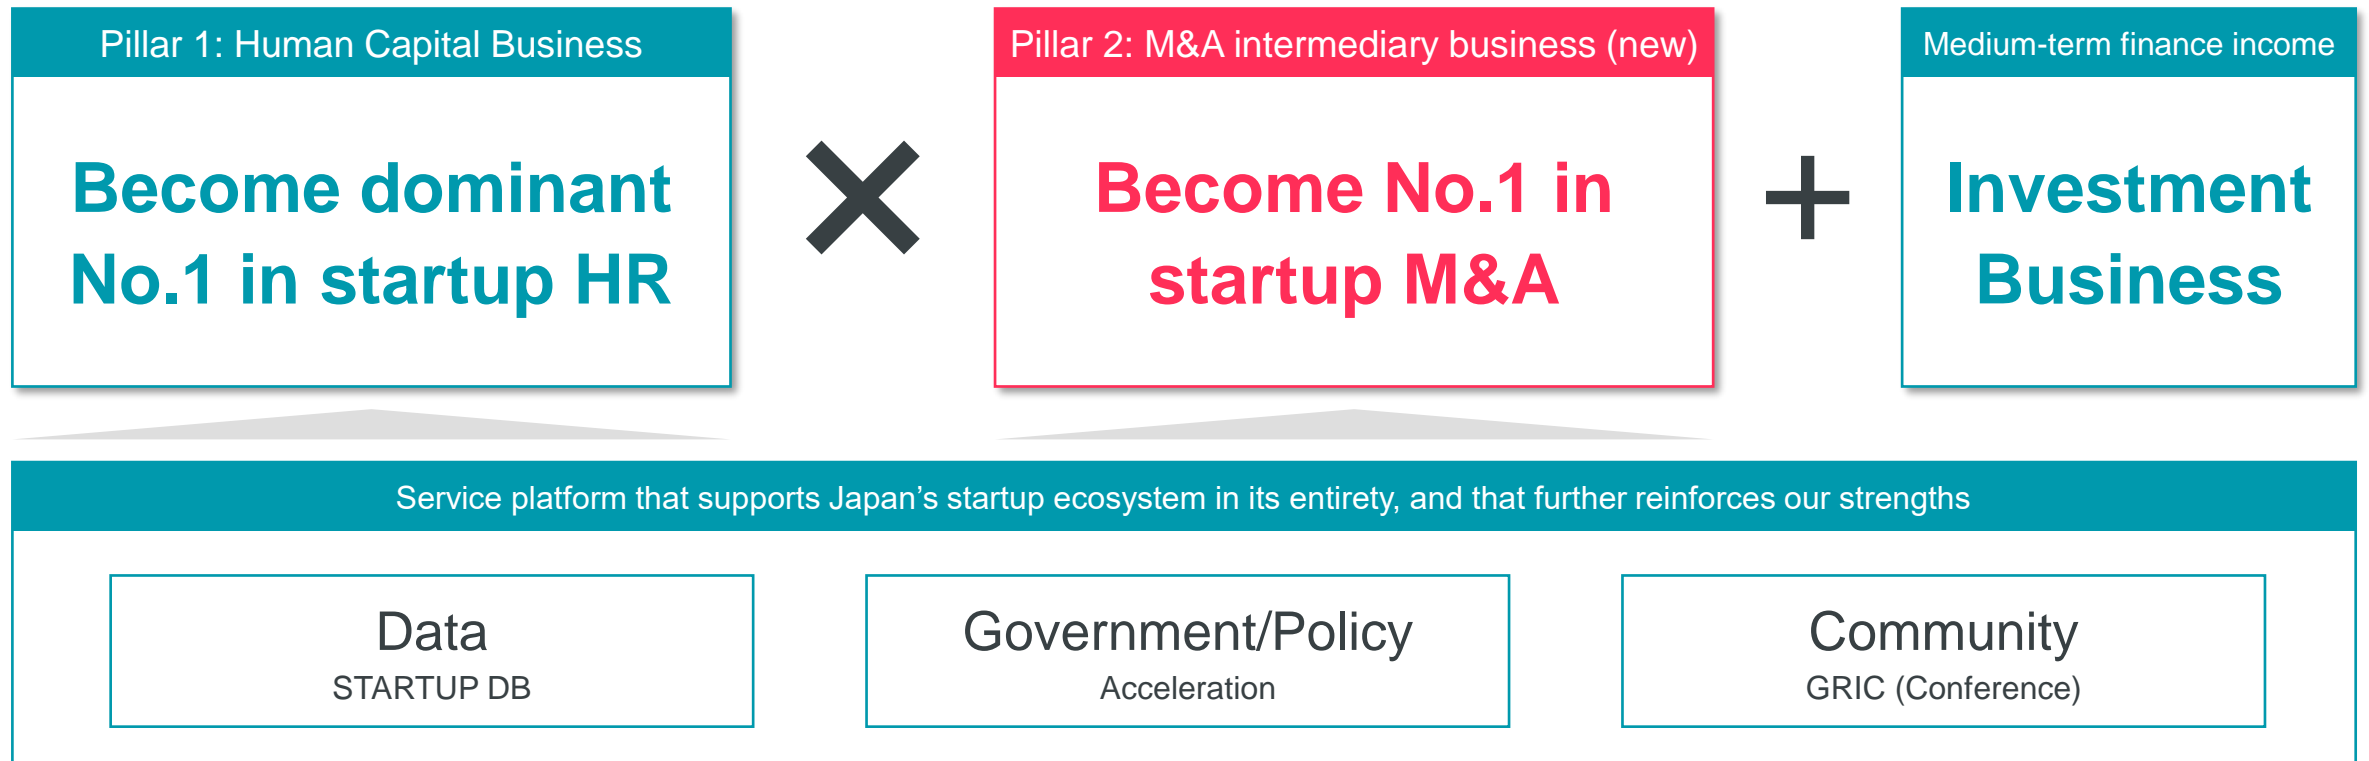 Pillar 1: Human Capital Business
Become dominant
No.1 in startup HR
Pillar 2: M&A intermediary business (new)
Become No.1 in
startup M&A
Medium-term finance income
Investment
Business
Service platform that supports Japan’s startup ecosystem in its entirety, and that further reinforces our strengths
Data
STARTUP DB
Government/Policy
Acceleration
Community
GRIC (Conference)